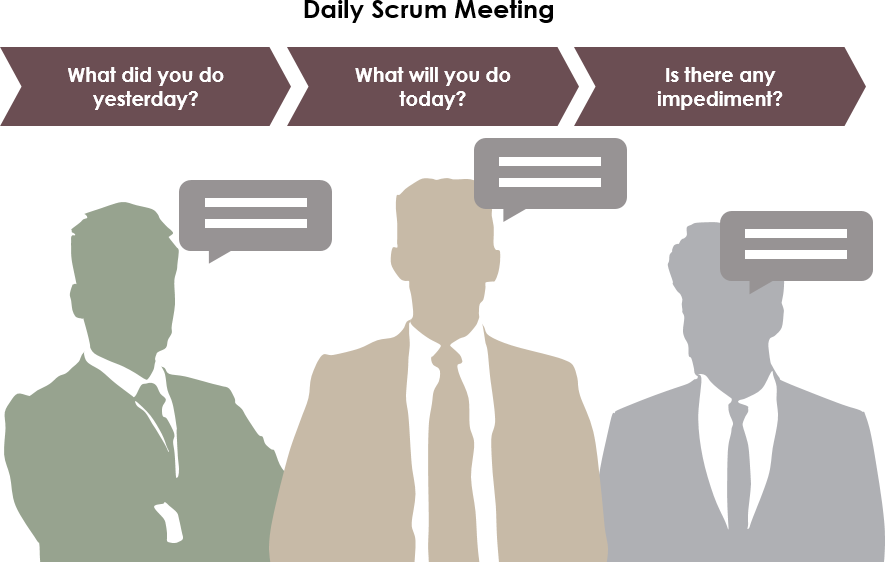 Daily Scrum Meeting
What did you do
yesterday?
What will you do
today?
Is there any
impediment?